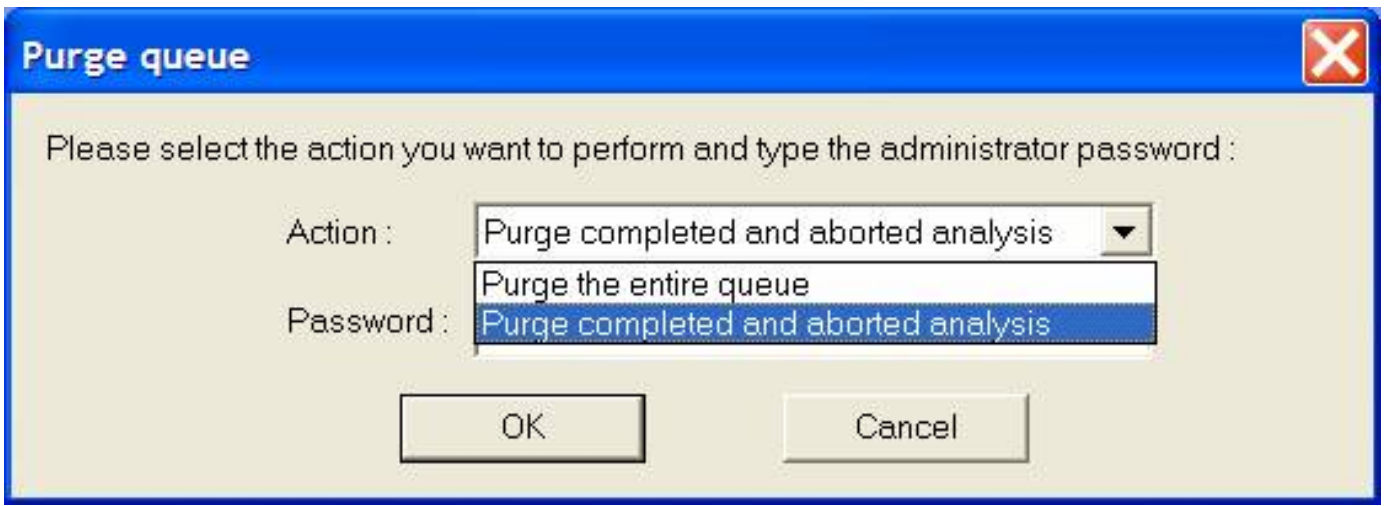 Purge queue
Please select the action you want to perform and type the administrator password :
Action : Purge completed and aborted analysis
Purge the entire queue
Password : Purge completed and aborted analysis
OK Cancel